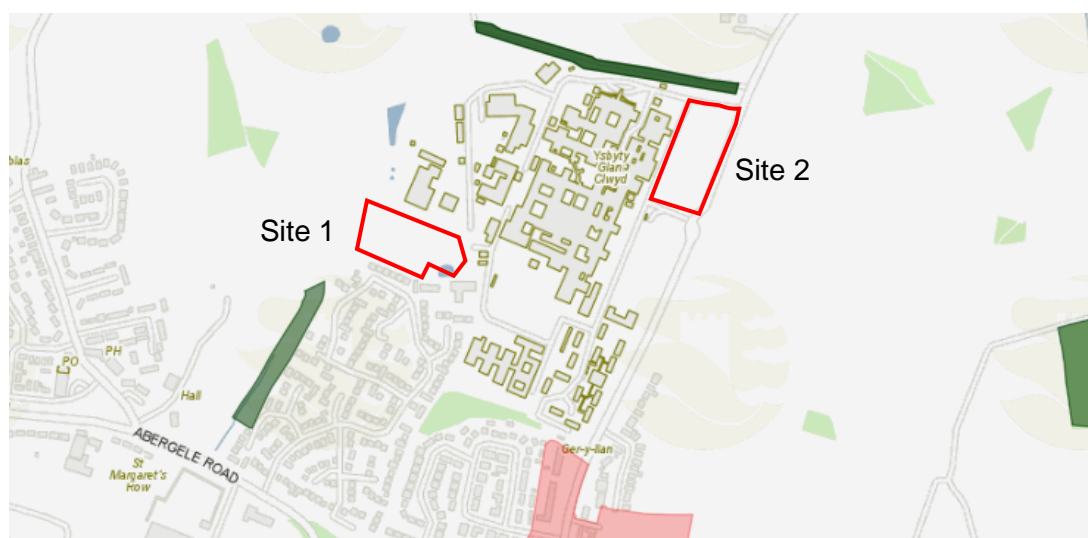 Ysbyty
Glan
Clwyd
Site 2
Site 1
PH
PO
Hall
ABERGELE ROAD
St
Margaret's
Row
Ger-y-llan